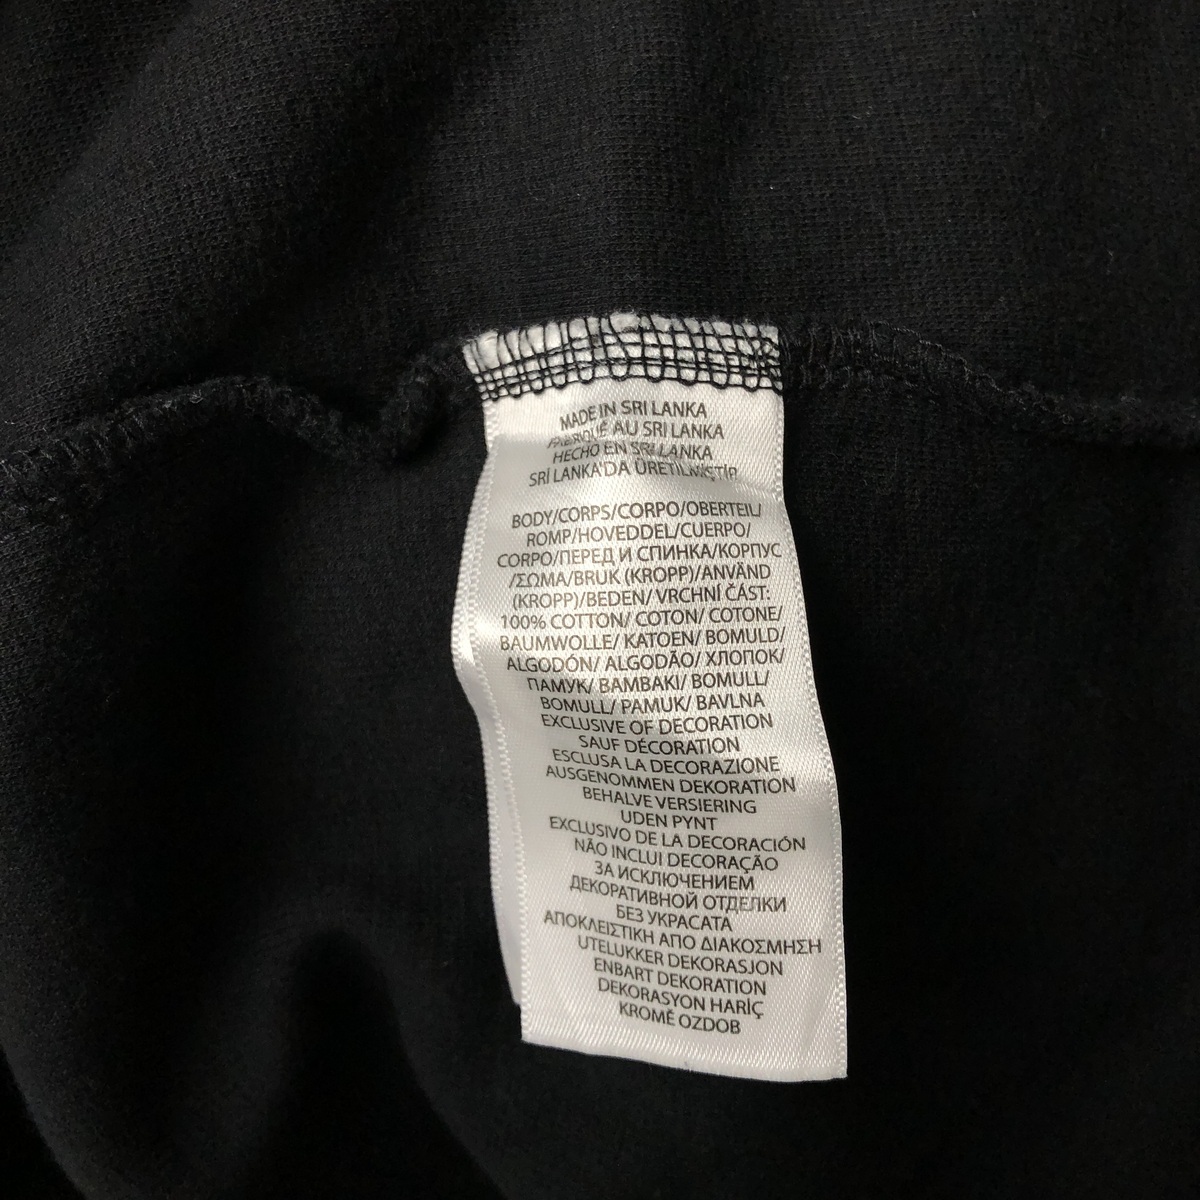 MADE IN SRI LANKA
FABRIQUÉ AU SRI LANKA
HECHO EN SRI LANKA
SRİ LANKA'DA ÜRETILMİŞTİR
BODY/CORPS/CORPO/OBERTEIL/
ROMP/HOVEDDEL/CUERPO/
CORPO/ПЕРЕД И СПИНКА/КОРПУС
/ΣΩΜΑ/BRUK (KROPP)/ANVÄND
(KROPP)/BEDEN/ VRCHNÍ ČÁST:
100% COTTON/ COTON/ COTONE/
BAUMWOLLE/ KATOEN/ BOMULD/
ALGODÓN/ ALGODÃO/ ХЛОПОК/
ПАМУК/ ΒΑΜΒΑΚΙ/ BOMULL/
BOMULL/ PAMUK/ BAVLNA
EXCLUSIVE OF DECORATION
SAUF DÉCORATION
ESCLUSA LA DECORAZIONE
AUSGENOMMEN DEKORATION
BEHALVE VERSIERING
UDEN PYNT
EXCLUSIVO DE LA DECORACIÓN
NÃO INCLUI DECORAÇÃO
ЗА ИСКЛЮЧЕНИЕМ
ДЕКОРАТИВНОЙ ОТДЕЛКИ
БЕЗ УКРАСАТА
ΑΠΟΚΛΕΙΣΤΙΚΗ ΑΠΟ ΔΙΑΚΟΣΜΗΣΗ
UTELUKKER DEKORASJON
ENBART DEKORATION
DEKORASYON HARİÇ
KROMĚ OZDOB